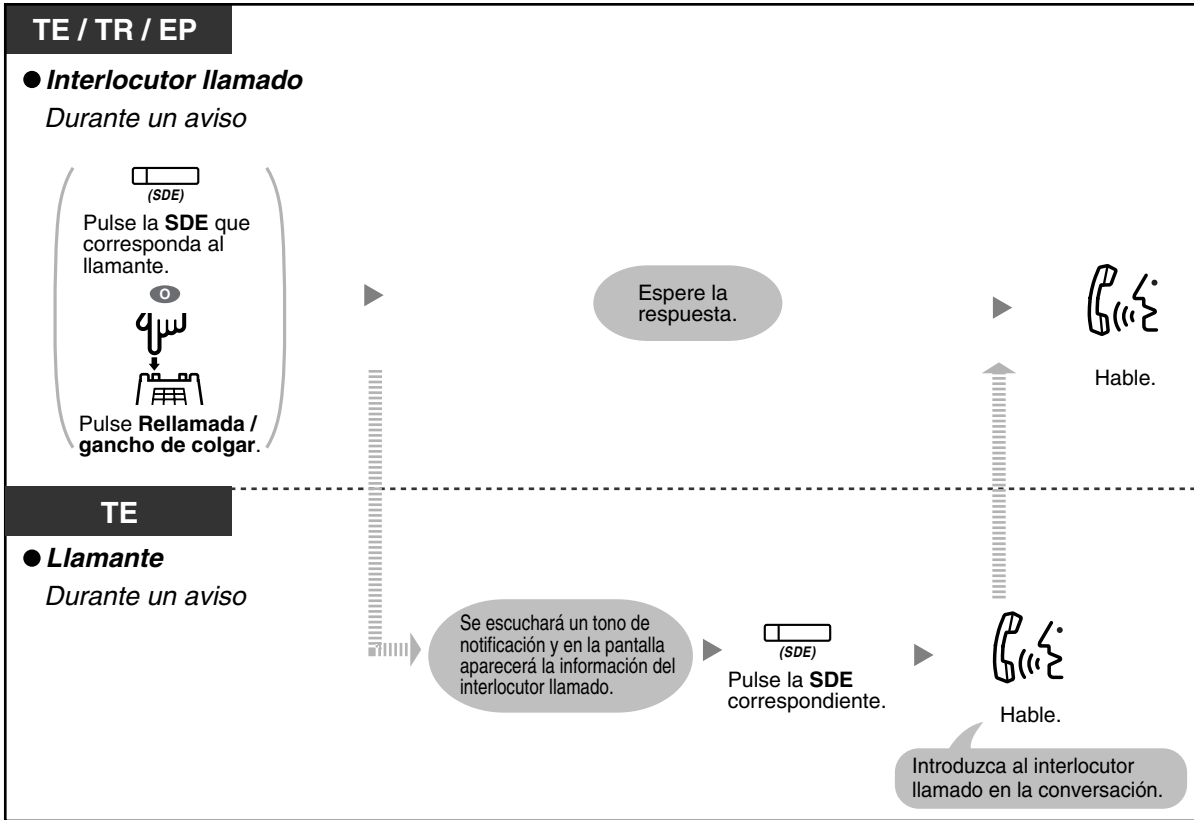 TE / TR / EP
● Interlocutor llamado
Durante un aviso
(SDE)
Pulse la SDE que
corresponda al
llamante.
O
Pulse Rellamada /
gancho de colgar.
Espere la
respuesta.
Hable.
TE
● Llamante
Durante un aviso
Se escuchará un tono de
notificación y en la pantalla
aparecerá la información del
interlocutor llamado.
(SDE)
Pulse la SDE
correspondiente.
Hable.
Introduzca al interlocutor
llamado en la conversación.